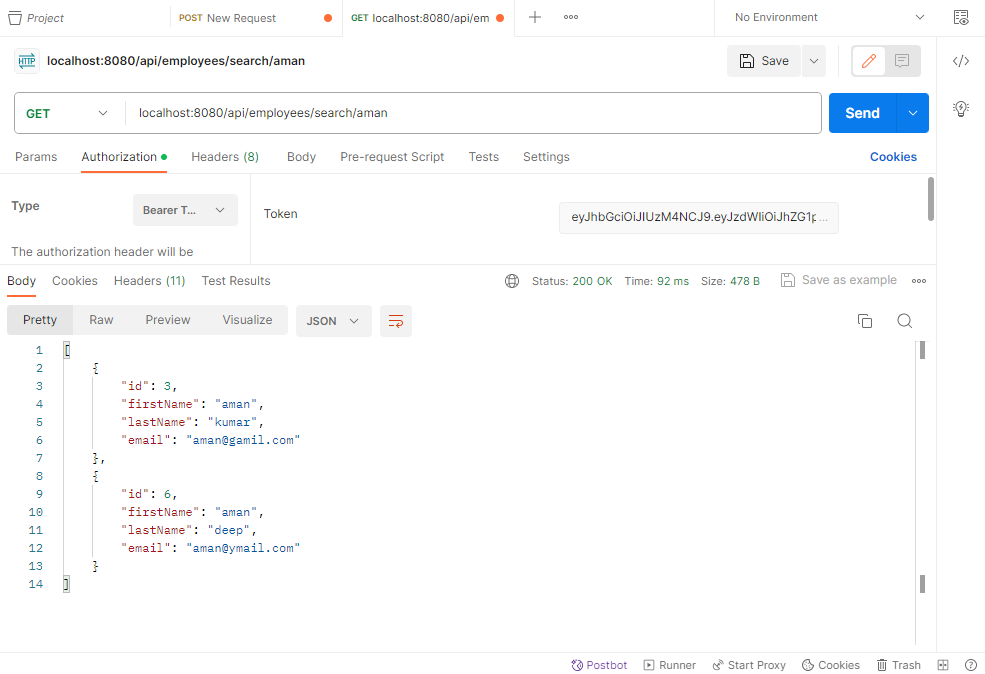 Project POST New Request GET localhost:8080/api/em No Environment
HTTP localhost:8080/api/employees/search/aman Save
GET localhost:8080/api/employees/search/aman Send
Params Authorization Headers (8) Body Pre-request Script Tests Settings Cookies
Type Bearer T... Token eyJhbGciOiJIUzM4NCJ9.eyJzdWIiOiJhZG1p...
The authorization header will be
Body Cookies Headers (11) Test Results Status: 200 OK Time: 92 ms Size: 478 B Save as example
Pretty Raw Preview Visualize JSON
1 [
2 {
3 "id": 3,
4 "firstName": "aman",
5 "lastName": "kumar",
6 "email": "aman@gamil.com"
7 },
8 {
9 "id": 6,
10 "firstName": "aman",
11 "lastName": "deep",
12 "email": "aman@ymail.com"
13 }
14 ]
Postbot Runner Start Proxy Cookies Trash